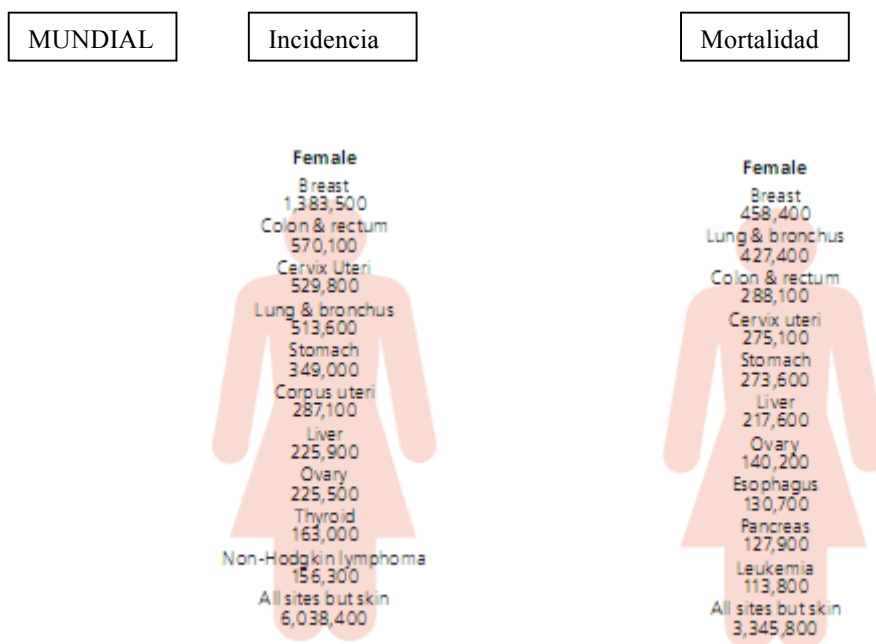 MUNDIAL
Incidencia
Mortalidad
Female
Breast
1,383,500
Colon & rectum
570,100
Cervix Uteri
529,800
Lung & bronchus
513,600
Stomach
349,000
Corpus uteri
287,100
Liver
225,900
Ovary
225,500
Thyroid
163,000
Non-Hodgkin lymphoma
156,300
All sites but skin
6,038,400
Female
Breast
458,400
Lung & bronchus
427,400
Colon & rectum
288,100
Cervix uteri
275,100
Stomach
273,600
Liver
217,600
Ovary
140,200
Esophagus
130,700
Pancreas
127,900
Leukemia
113,800
All sites but skin
3,345,800